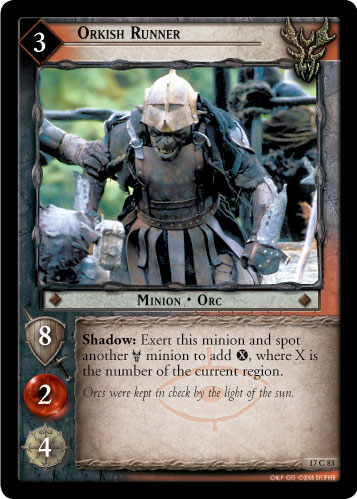 3
Orkish Runner
Minion • Orc
8
Shadow: Exert this minion and spot
another minion to add X, where X is
the number of the current region.
2
Orcs were kept in check by the light of the sun.
4
17 C 83